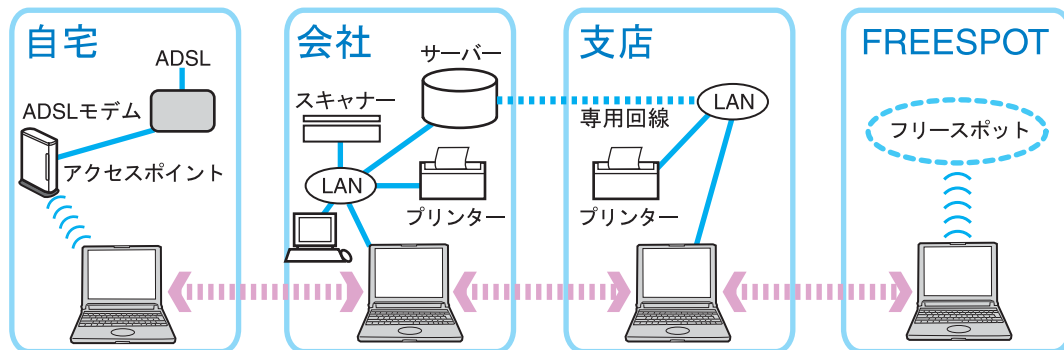 自宅
ADSL
ADSLモデム
アクセスポイント
会社
サーバー
スキャナー
LAN
プリンター
支店
専用回線
LAN
プリンター
FREESPOT
フリースポット